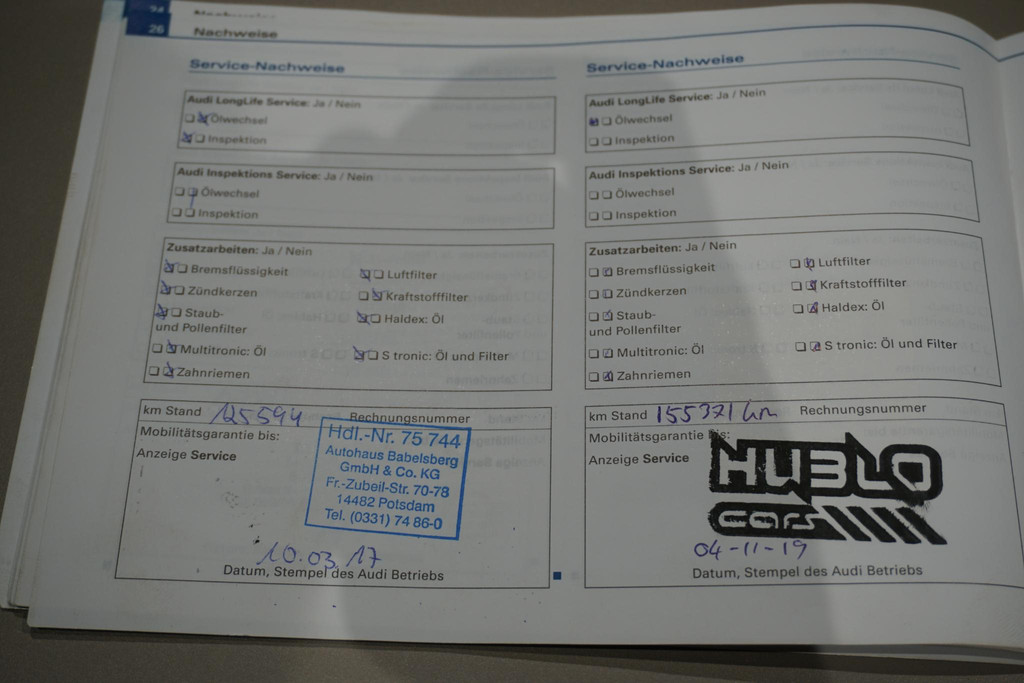 24 Nachweise
26 Nachweise
Service-Nachweise
Audi LongLife Service: Ja / Nein
Ölwechsel
Inspektion
Audi Inspektions Service: Ja / Nein
Ölwechsel
Inspektion
Zusatzarbeiten: Ja / Nein
Bremsflüssigkeit
Luftfilter
Zündkerzen
Kraftstofffilter
Staub-
und Pollenfilter
Haldex: Öl
Multitronic: Öl
S tronic: Öl und Filter
Zahnriemen
km Stand 125594 Rechnungsnummer
Mobilitätsgarantie bis:
Anzeige Service
Hdl.-Nr. 75 744
Autohaus Babelsberg
GmbH & Co. KG
Fr.-Zubeil-Str. 70-78
14482 Potsdam
Tel. (0331) 74 86-0
10.03.17
Datum, Stempel des Audi Betriebs
Service-Nachweise
Audi LongLife Service: Ja / Nein
Ölwechsel
Inspektion
Audi Inspektions Service: Ja / Nein
Ölwechsel
Inspektion
Zusatzarbeiten: Ja / Nein
Bremsflüssigkeit
Luftfilter
Zündkerzen
Kraftstofffilter
Staub-
und Pollenfilter
Haldex: Öl
Multitronic: Öl
S tronic: Öl und Filter
Zahnriemen
km Stand 155371 km Rechnungsnummer
Mobilitätsgarantie bis:
Anzeige Service
HUBLO
cars
04-11-19
Datum, Stempel des Audi Betriebs